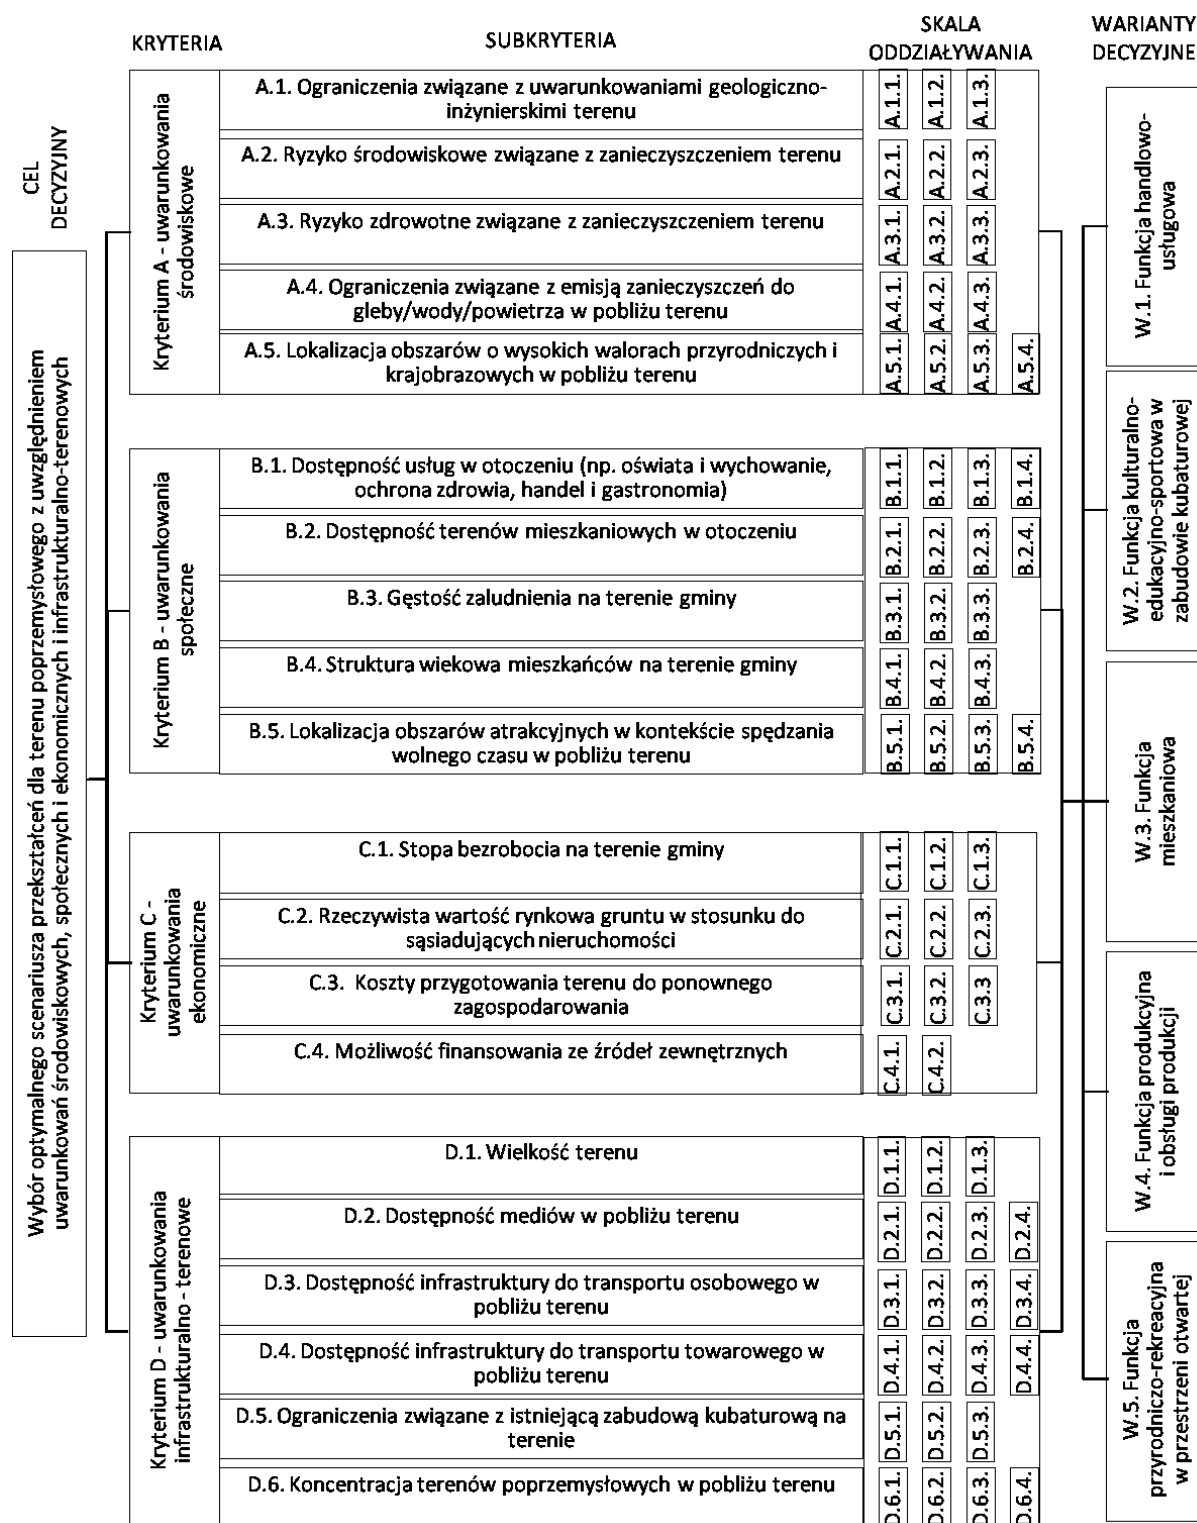 KRYTERIA
SUBKRYTERIA
SKALA
ODDZIAŁYWANIA
WARIANTY
DECYZYJNE
CEL
DECYZYJNY
Wybór optymalnego scenariusza przekształceń dla terenu poprzemysłowego z uwzględnieniem
uwarunkowań środowiskowych, społecznych i ekonomicznych i infrastrukturalno-terenowych
Kryterium A - uwarunkowania
środowiskowe
A.1. Ograniczenia związane z uwarunkowaniami geologiczno-
inżynierskimi terenu
A.1.1. A.1.2. A.1.3.
A.2. Ryzyko środowiskowe związane z zanieczyszczeniem terenu
A.2.1. A.2.2. A.2.3.
A.3. Ryzyko zdrowotne związane z zanieczyszczeniem terenu
A.3.1. A.3.2. A.3.3.
A.4. Ograniczenia związane z emisją zanieczyszczeń do
gleby/wody/powietrza w pobliżu terenu
A.4.1. A.4.2. A.4.3.
A.5. Lokalizacja obszarów o wysokich walorach przyrodniczych i
krajobrazowych w pobliżu terenu
A.5.1. A.5.2. A.5.3. A.5.4.
Kryterium B - uwarunkowania
społeczne
B.1. Dostępność usług w otoczeniu (np. oświata i wychowanie,
ochrona zdrowia, handel i gastronomia)
B.1.1. B.1.2. B.1.3. B.1.4.
B.2. Dostępność terenów mieszkaniowych w otoczeniu
B.2.1. B.2.2. B.2.3. B.2.4.
B.3. Gęstość zaludnienia na terenie gminy
B.3.1. B.3.2. B.3.3.
B.4. Struktura wiekowa mieszkańców na terenie gminy
B.4.1. B.4.2. B.4.3.
B.5. Lokalizacja obszarów atrakcyjnych w kontekście spędzania
wolnego czasu w pobliżu terenu
B.5.1. B.5.2. B.5.3. B.5.4.
Kryterium C -
uwarunkowania
ekonomiczne
C.1. Stopa bezrobocia na terenie gminy
C.1.1. C.1.2. C.1.3.
C.2. Rzeczywista wartość rynkowa gruntu w stosunku do
sąsiadujących nieruchomości
C.2.1. C.2.2. C.2.3.
C.3. Koszty przygotowania terenu do ponownego
zagospodarowania
C.3.1. C.3.2. C.3.3
C.4. Możliwość finansowania ze źródeł zewnętrznych
C.4.1. C.4.2.
Kryterium D - uwarunkowania
infrastrukturalno - terenowe
D.1. Wielkość terenu
D.1.1. D.1.2. D.1.3.
D.2. Dostępność mediów w pobliżu terenu
D.2.1. D.2.2. D.2.3. D.2.4.
D.3. Dostępność infrastruktury do transportu osobowego w
pobliżu terenu
D.3.1. D.3.2. D.3.3. D.3.4.
D.4. Dostępność infrastruktury do transportu towarowego w
pobliżu terenu
D.4.1. D.4.2. D.4.3. D.4.4.
D.5. Ograniczenia związane z istniejącą zabudową kubaturową na
terenie
D.5.1. D.5.2. D.5.3.
D.6. Koncentracja terenów poprzemysłowych w pobliżu terenu
D.6.1. D.6.2. D.6.3. D.6.4.
W.1. Funkcja handlowo-
usługowa
W.2. Funkcja kulturalno-
edukacyjno-sportowa w
zabudowie kubaturowej
W.3. Funkcja
mieszkaniowa
W.4. Funkcja produkcyjna
i obsługi produkcji
W.5. Funkcja
przyrodniczo-rekreacyjna
w przestrzeni otwartej